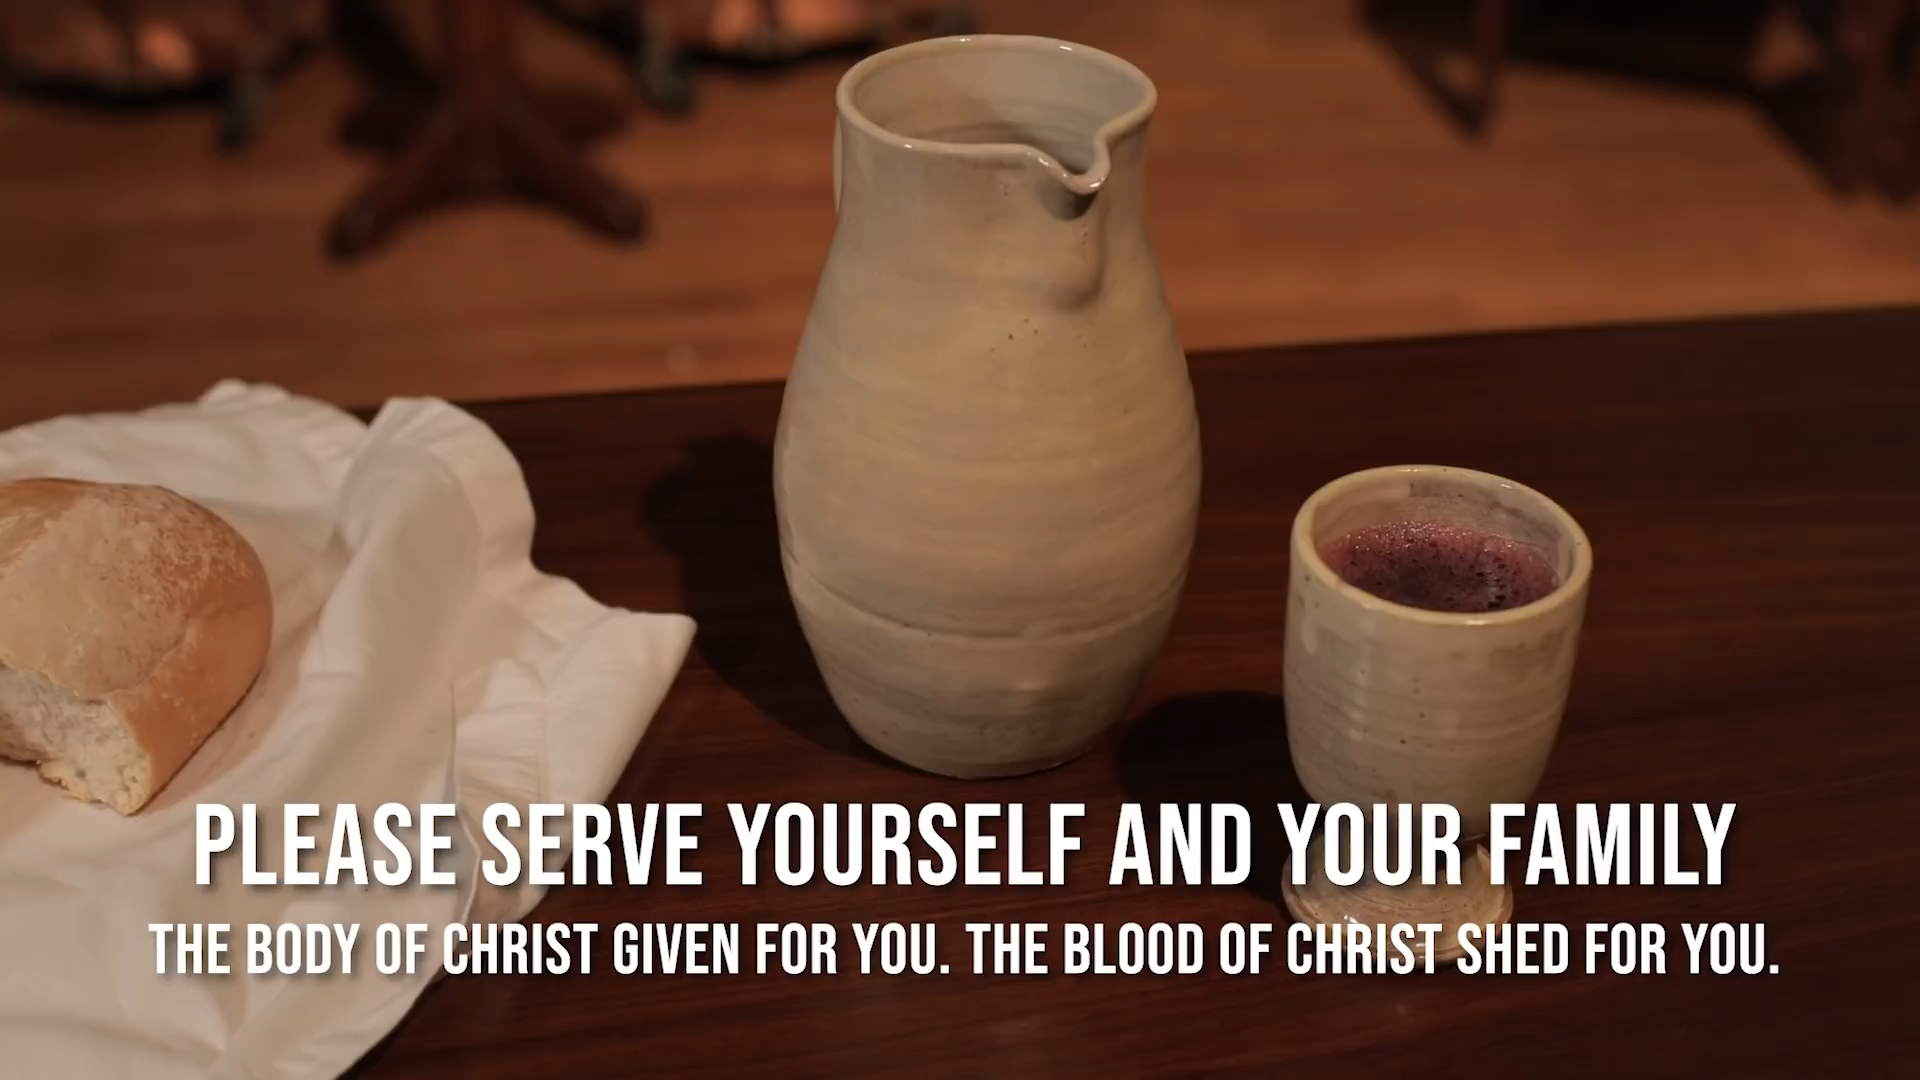 PLEASE SERVE YOURSELF AND YOUR FAMILY
THE BODY OF CHRIST GIVEN FOR YOU. THE BLOOD OF CHRIST SHED FOR YOU.